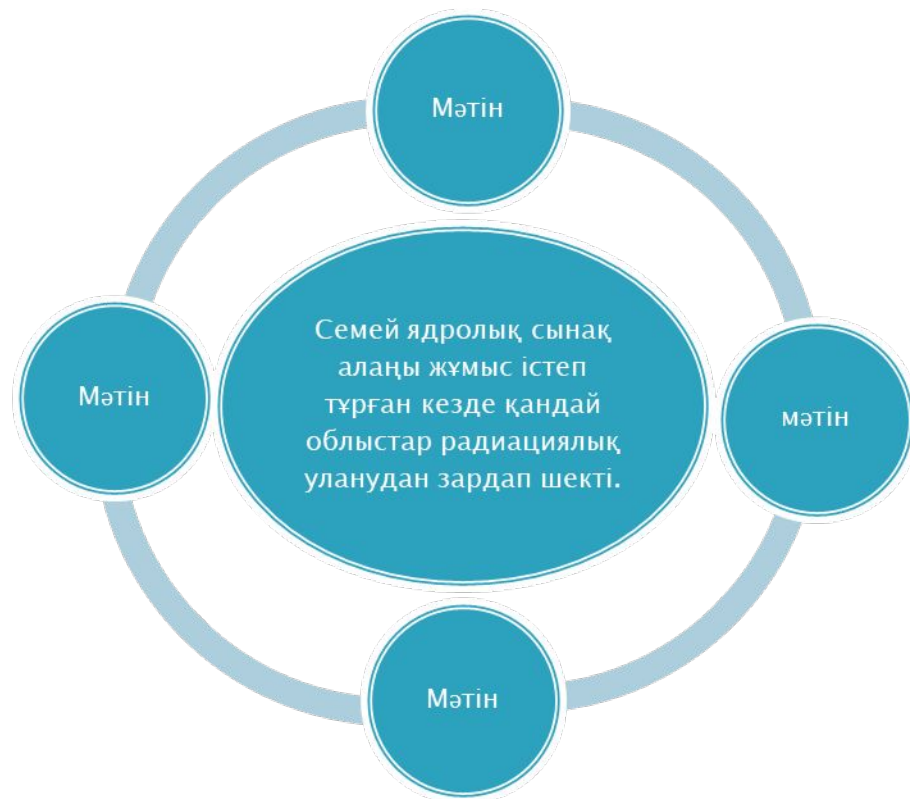 Мәтін
Семей ядролық сынақ
алаңы жұмыс істеп
тұрған кезде қандай
облыстар радиациялық
уланудан зардап шекті.
Мәтін
мәтін
Мәтін